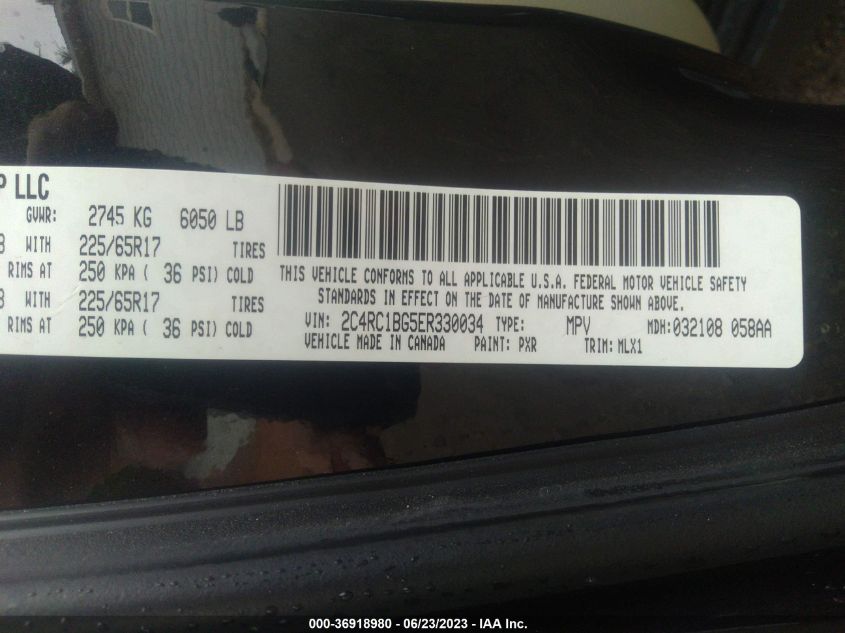 P LLC
GVWR: 2745 KG 6050 LB
WITH 225/65R17 TIRES
RIMS AT 250 KPA ( 36 PSI) COLD
WITH 225/65R17 TIRES
RIMS AT 250 KPA ( 36 PSI) COLD
THIS VEHICLE CONFORMS TO ALL APPLICABLE U.S.A. FEDERAL MOTOR VEHICLE SAFETY
STANDARDS IN EFFECT ON THE DATE OF MANUFACTURE SHOWN ABOVE.
VIN: 2C4RC1BG5ER330034 TYPE: MPV MDH: 032108 058AA
VEHICLE MADE IN CANADA PAINT: PXR TRIM: MLX1
000-36918980 - 06/23/2023 - IAA Inc.